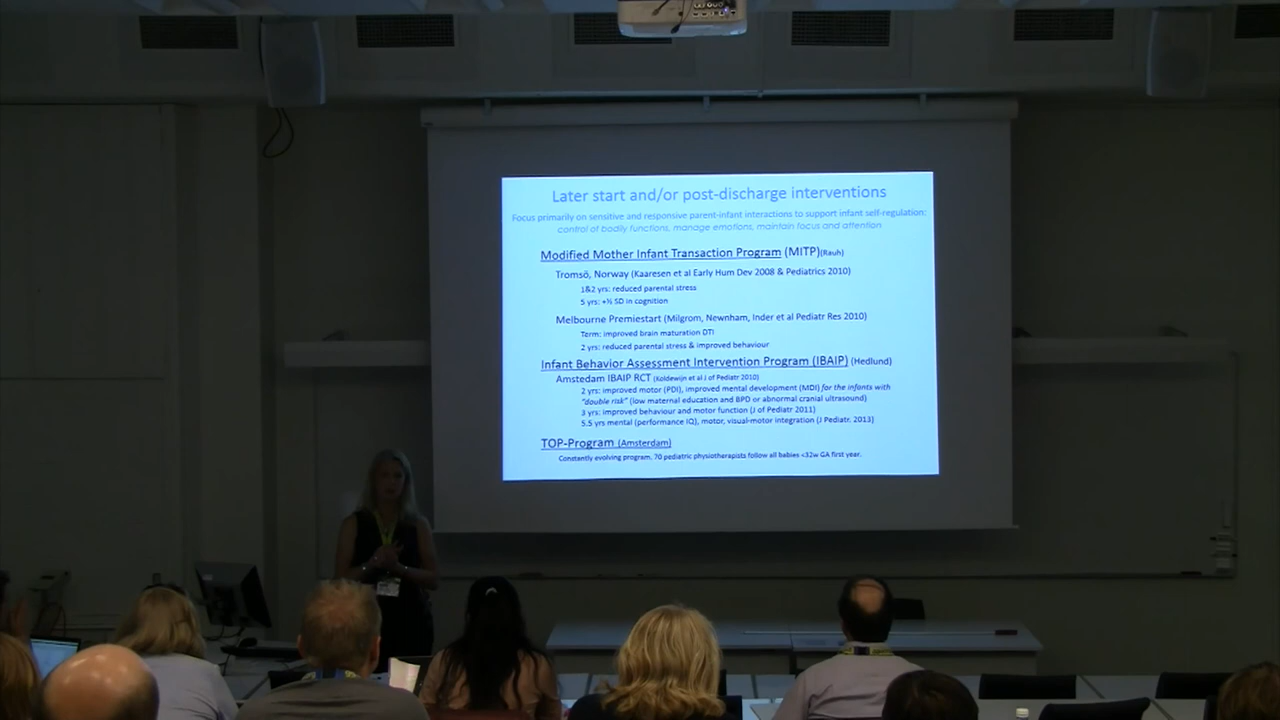 Later start and/or post-discharge interventions
Focus primarily on sensitive and responsive parent-infant interactions to support infant self-regulation:
control of bodily functions, manage emotions, maintain focus and attention
Modified Mother Infant Transaction Program (MITP)(Rauh)
Tromsö, Norway (Kaaresen et al Early Hum Dev 2008 & Pediatrics 2010)
1&2 yrs: reduced parental stress
5 yrs: +½ SD in cognition
Melbourne Premiestart (Milgrom, Newnham, Inder et al Pediatr Res 2010)
Term: improved brain maturation DTI
2 yrs: reduced parental stress & improved behaviour
Infant Behavior Assessment Intervention Program (IBAIP) (Hedlund)
Amstedam IBAIP RCT (Koldewijn et al J of Pediatr 2010)
2 yrs: improved motor (PDI), improved mental development (MDI) for the infants with
"double risk" (low maternal education and BPD or abnormal cranial ultrasound)
3 yrs: improved behaviour and motor function (J of Pediatr 2011)
5.5 yrs mental (performance IQ), motor, visual-motor integration (J Pediatr. 2013)
TOP-Program (Amsterdam)
Constantly evolving program. 70 pediatric physiotherapists follow all babies <32w GA first year.